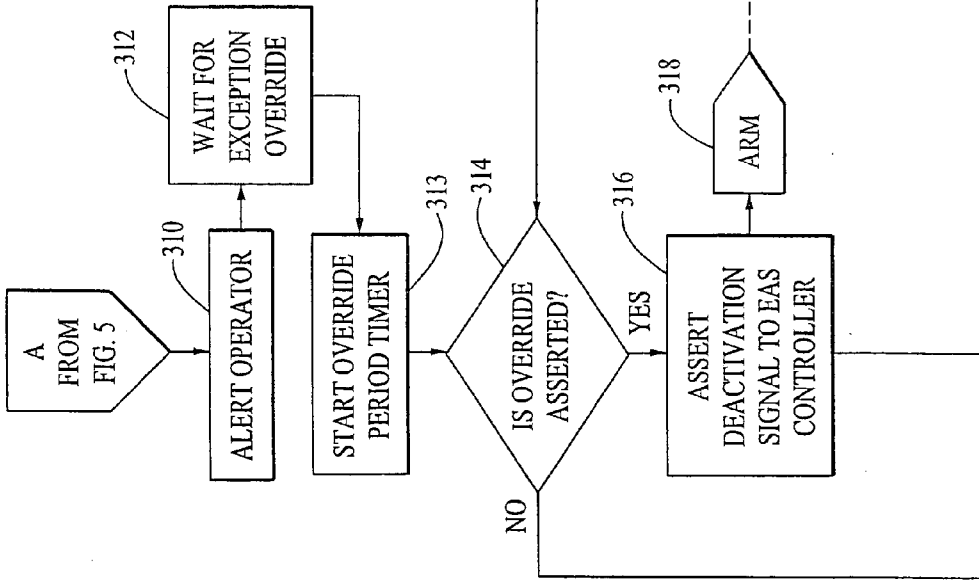 A
FROM
FIG. 5
310
ALERT OPERATOR
312
WAIT FOR
EXCEPTION
OVERRIDE
313
START OVERRIDE
PERIOD TIMER
314
IS OVERRIDE
ASSERTED?
NO
YES
316
ASSERT
DEACTIVATION
SIGNAL TO EAS
CONTROLLER
318
ARM